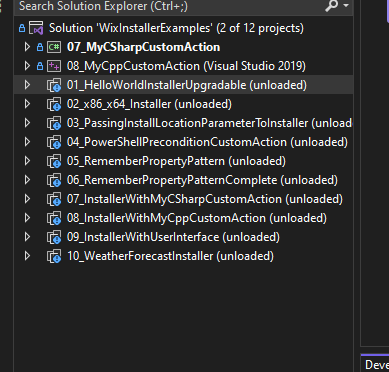 Search Solution Explorer (Ctrl+;)
Solution 'WixInstallerExamples' (2 of 12 projects)
C# 07_MyCSharpCustomAction
08_MyCppCustomAction (Visual Studio 2019)
01_HelloWorldInstallerUpgradable (unloaded)
02_x86_x64_Installer (unloaded)
03_PassingInstallLocationParameterToInstaller (unload
04_PowerShellPreconditionCustomAction (unloaded)
05_RememberPropertyPattern (unloaded)
06_RememberPropertyPatternComplete (unloaded)
07_InstallerWithMyCSharpCustomAction (unloaded)
08_InstallerWithMyCppCustomAction (unloaded)
09_InstallerWithUserInterface (unloaded)
10_WeatherForecastInstaller (unloaded)
Deve